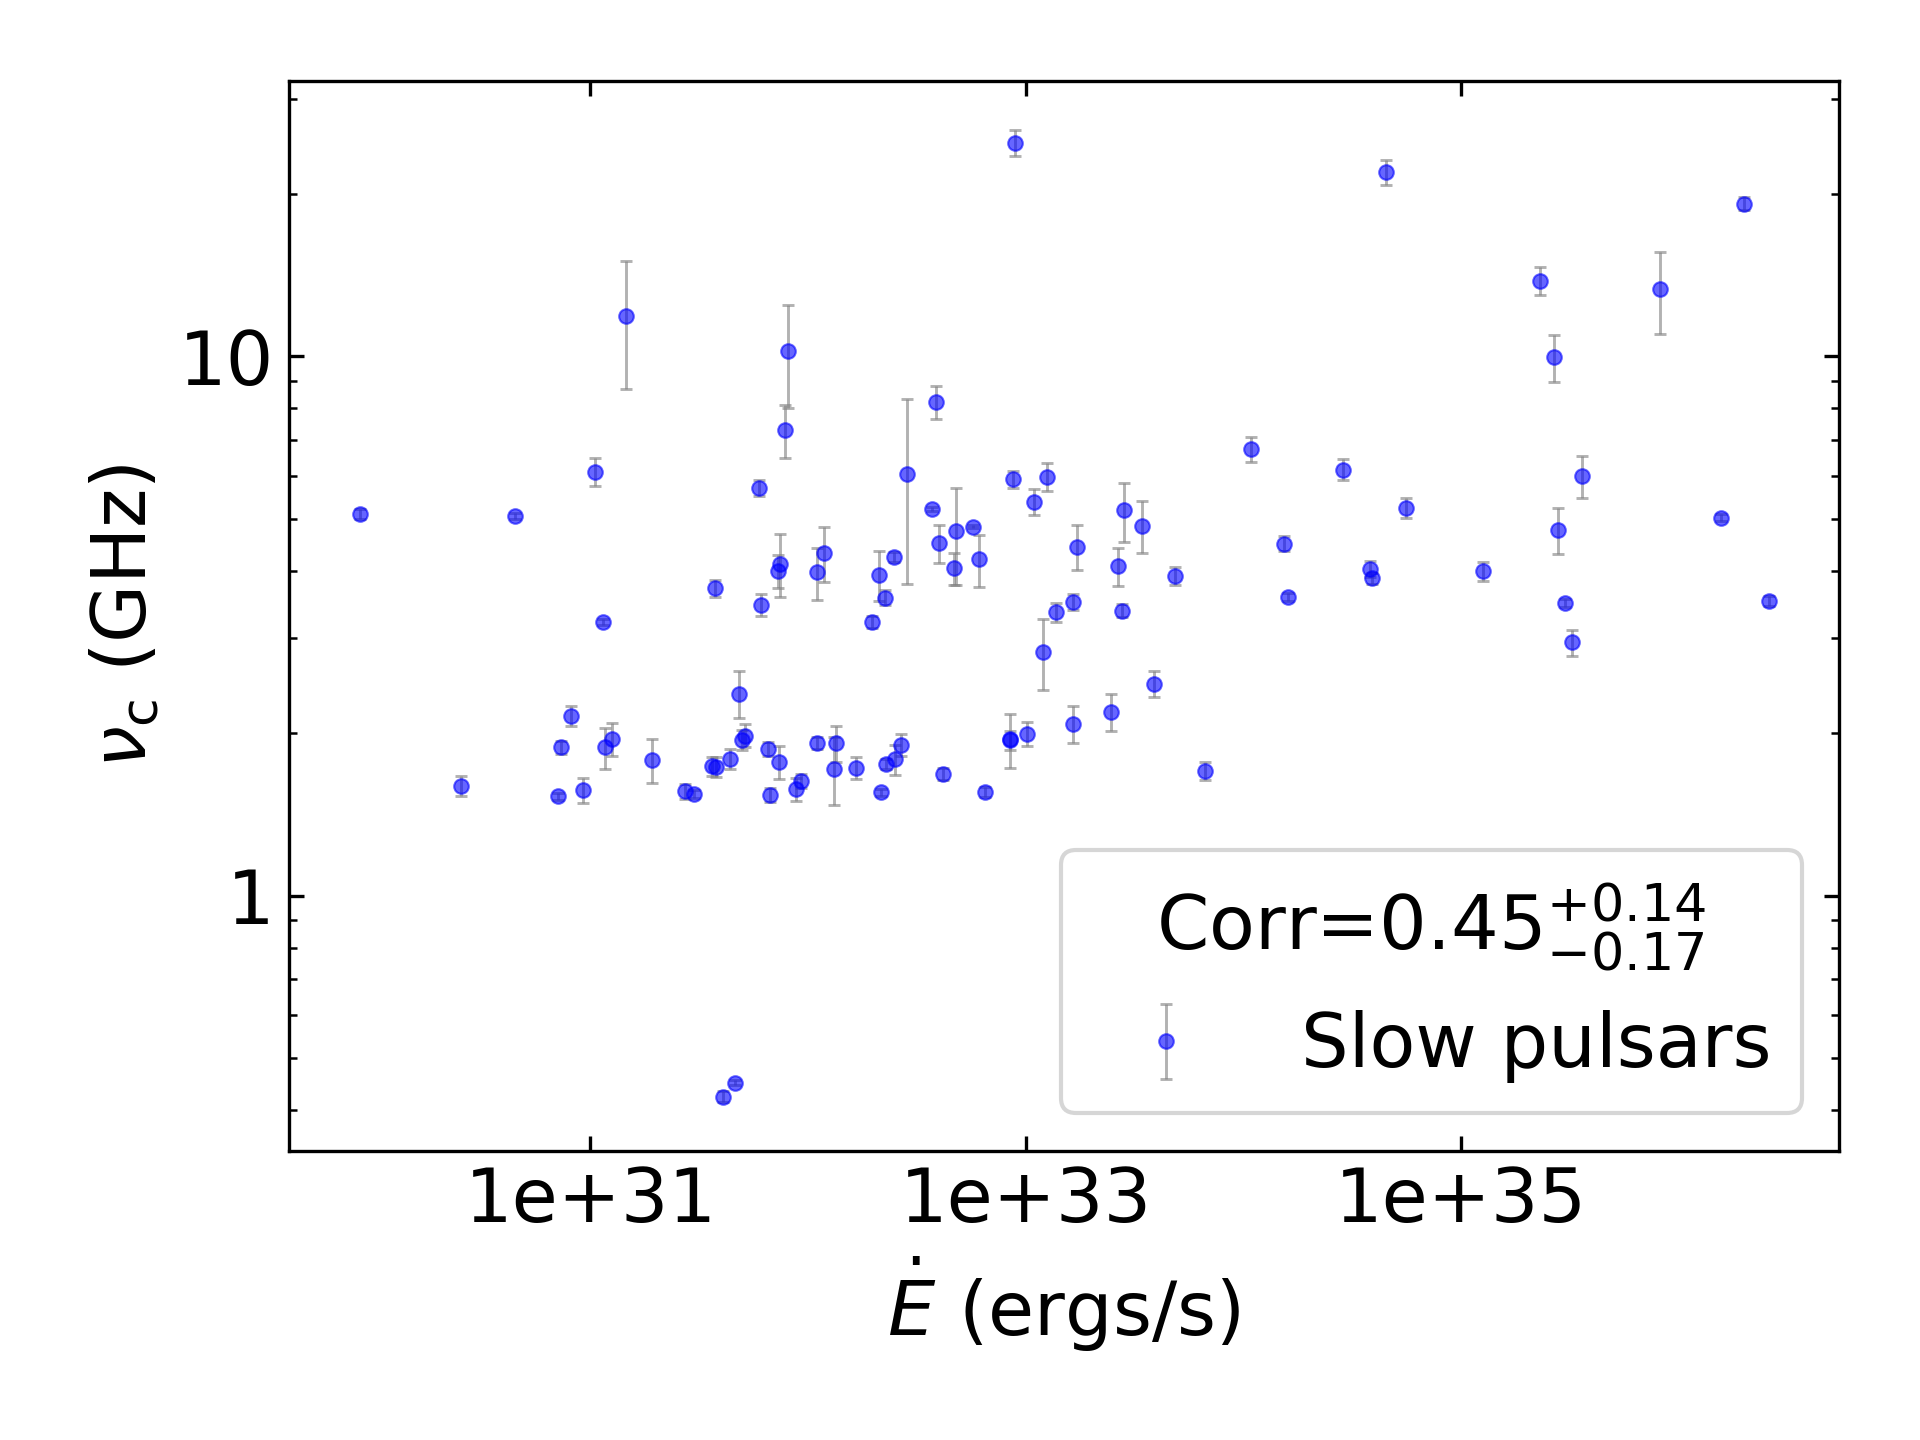 10
1
ν_c (GHz)
Corr=0.45^{+0.14}_{−0.17}
Slow pulsars
1e+31 1e+33 1e+35
Ė (ergs/s)